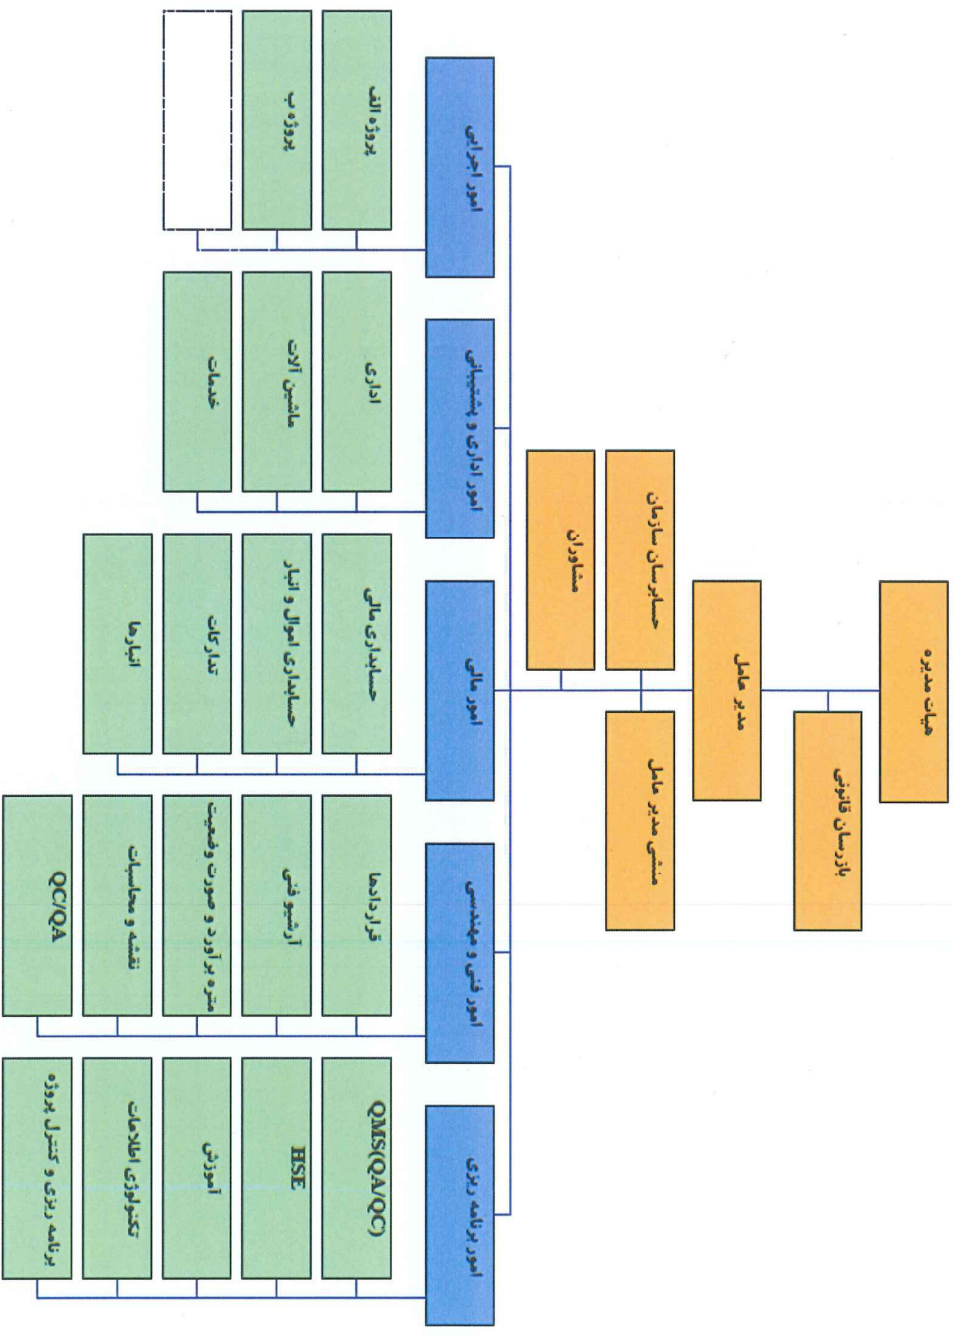 هیات مدیره
بازرسان قانونی
مدیر عامل
حسابرسان سازمان
منشی مدیر عامل
مشاوران
امور اجرایی
امور اداری و پشتیبانی
امور مالی
امور فنی و مهندسی
امور برنامه ریزی
پروژه الف
پروژه ب
اداری
ماشین آلات
خدمات
حسابداری مالی
حسابداری اموال و انبار
تدارکات
انبارها
قراردادها
آرشیو فنی
متره برآورد و صورت وضعیت
نقشه و محاسبات
QC/QA
QMS(QA/QC)
HSE
آموزش
تکنولوژی اطلاعات
برنامه ریزی و کنترل پروژه